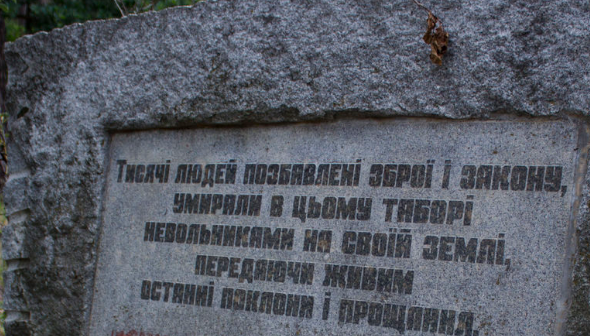 Тисячі людей позбавлені зброї і закону,
умирали в цьому таборі
невольниками на своїй землі,
передаючи живим
останні поклони і прощання.